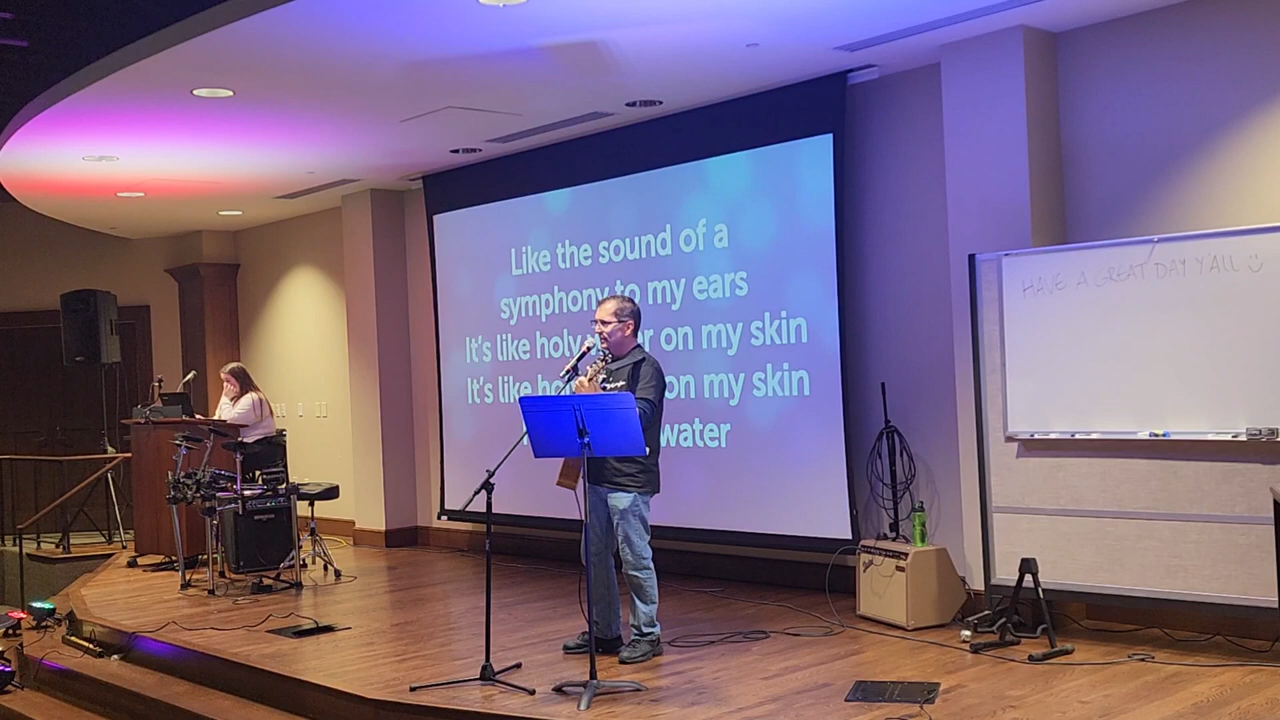 Like the sound of a
symphony to my ears
It's like holy on my skin
It's like on my skin
water
HAVE A GREAT DAY Y'ALL
Fender